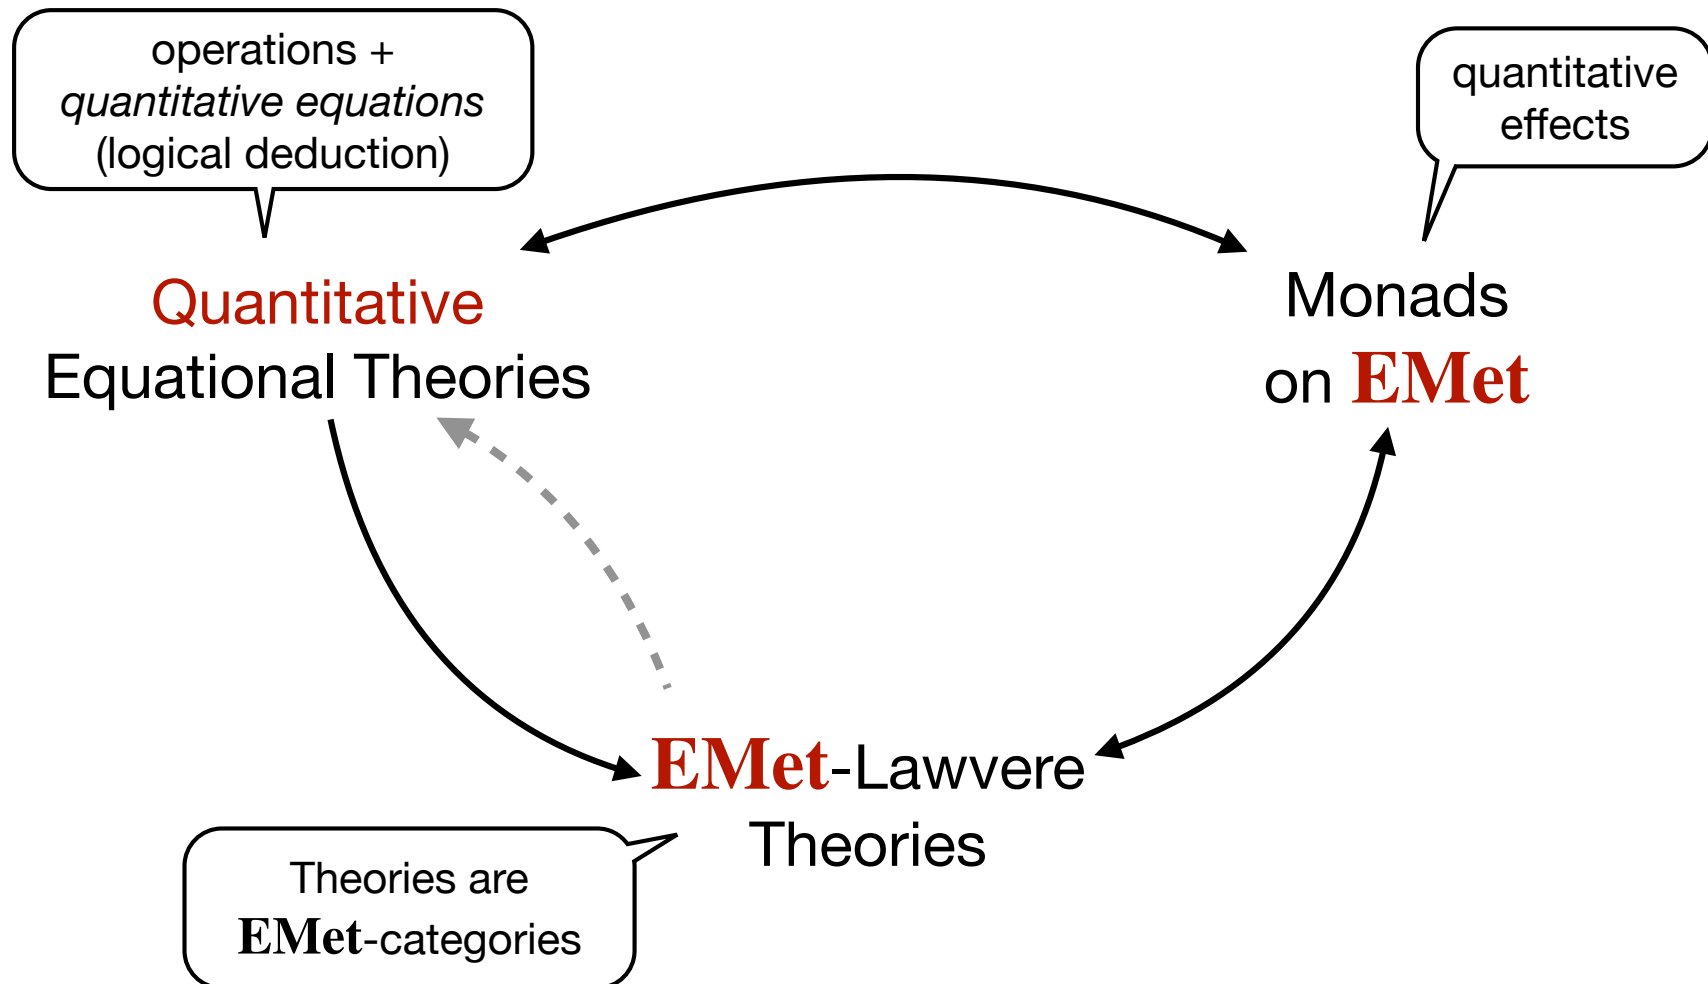 operations +
quantitative equations
(logical deduction)
quantitative
effects
Quantitative
Equational Theories
Monads
on EMet
EMet-Lawvere
Theories
Theories are
EMet-categories